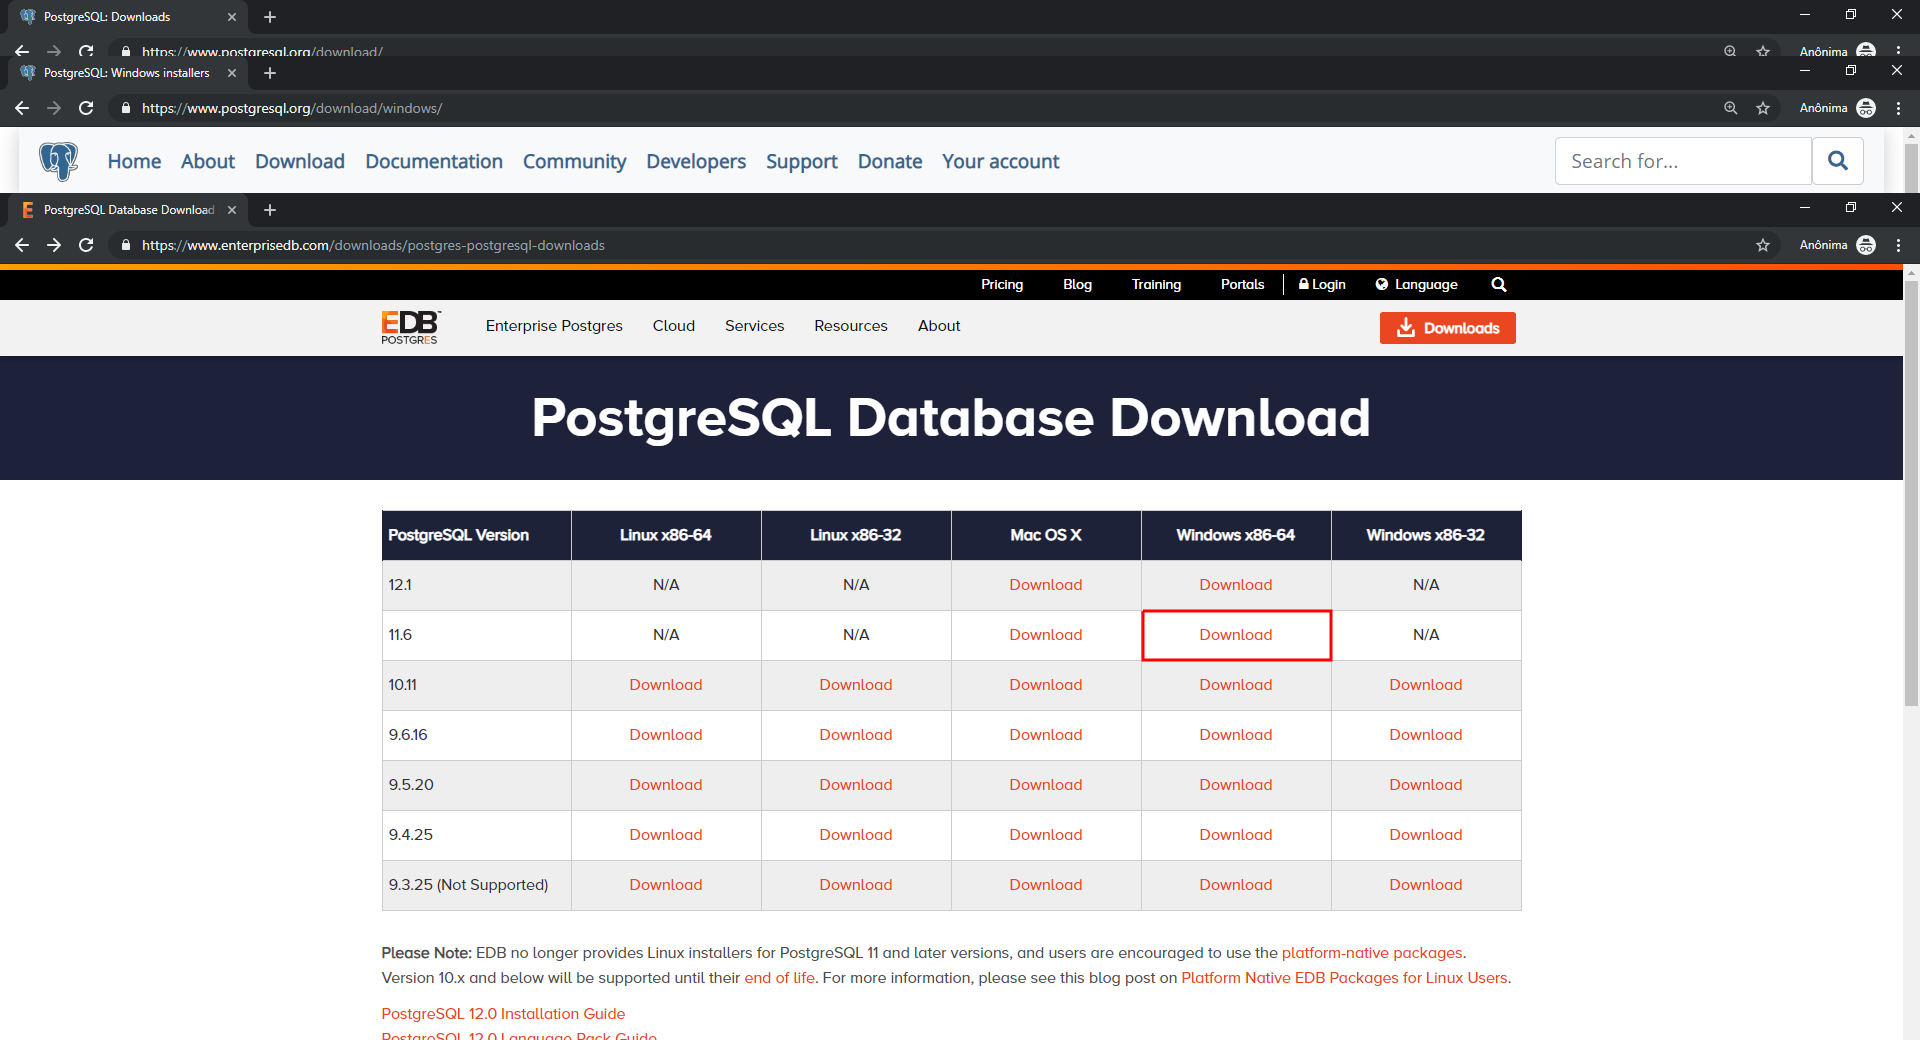 PostgreSQL: Downloads
https://www.postgresql.org/download/
Anônima
PostgreSQL: Windows installers
https://www.postgresql.org/download/windows/
Anônima
Home About Download Documentation Community Developers Support Donate Your account
Search for...
PostgreSQL Database Download
https://www.enterprisedb.com/downloads/postgres-postgresql-downloads
Anônima
Pricing Blog Training Portals Login Language
EDB
POSTGRES
™
Enterprise Postgres Cloud Services Resources About
Downloads
PostgreSQL Database Download
PostgreSQL Version Linux x86-64 Linux x86-32 Mac OS X Windows x86-64 Windows x86-32
12.1 N/A N/A Download Download N/A
11.6 N/A N/A Download Download N/A
10.11 Download Download Download Download Download
9.6.16 Download Download Download Download Download
9.5.20 Download Download Download Download Download
9.4.25 Download Download Download Download Download
9.3.25 (Not Supported) Download Download Download Download Download
Please Note: EDB no longer provides Linux installers for PostgreSQL 11 and later versions, and users are encouraged to use the platform-native packages.
Version 10.x and below will be supported until their end of life. For more information, please see this blog post on Platform Native EDB Packages for Linux Users.
PostgreSQL 12.0 Installation Guide
PostgreSQL 12.0 Language Pack Guide